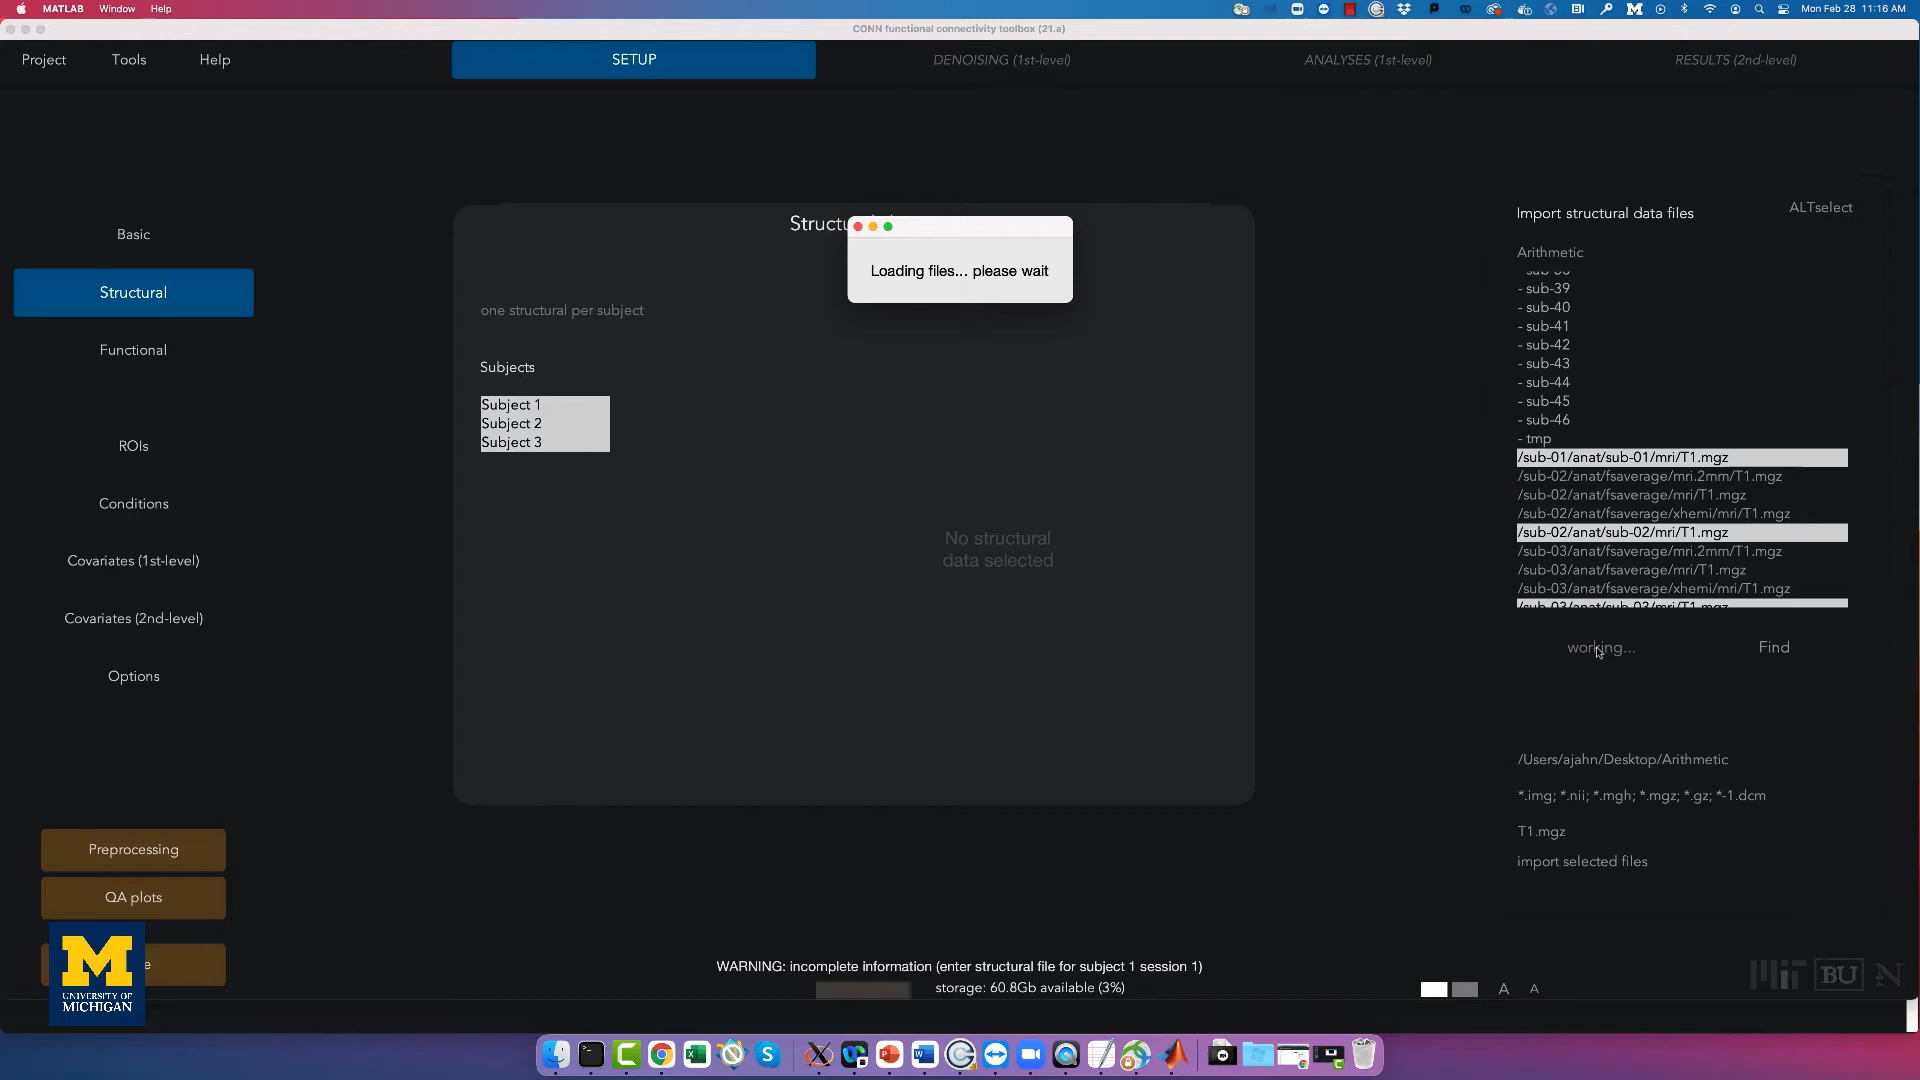 MATLAB Window Help
Mon Feb 28 11:16 AM
CONN functional connectivity toolbox (21.a)
Project Tools Help
SETUP
DENOISING (1st-level)
ANALYSES (1st-level)
RESULTS (2nd-level)
Basic
Structural
Functional
ROIs
Conditions
Covariates (1st-level)
Covariates (2nd-level)
Options
Preprocessing
QA plots
UNIVERSITY OF
MICHIGAN
Loading files... please wait
one structural per subject
Subjects
Subject 1
Subject 2
Subject 3
No structural
data selected
Import structural data files
ALTselect
Arithmetic
- sub-39
- sub-40
- sub-41
- sub-42
- sub-43
- sub-44
- sub-45
- sub-46
- tmp
/sub-01/anat/sub-01/mri/T1.mgz
/sub-02/anat/fsaverage/mri.2mm/T1.mgz
/sub-02/anat/fsaverage/mri/T1.mgz
/sub-02/anat/fsaverage/xhemi/mri/T1.mgz
/sub-02/anat/sub-02/mri/T1.mgz
/sub-03/anat/fsaverage/mri.2mm/T1.mgz
/sub-03/anat/fsaverage/mri/T1.mgz
/sub-03/anat/fsaverage/xhemi/mri/T1.mgz
/sub-03/anat/sub-03/mri/T1.mgz
working...
Find
/Users/ajahn/Desktop/Arithmetic
*.img; *.nii; *.mgh; *.mgz; *.gz; *-1.dcm
T1.mgz
import selected files
WARNING: incomplete information (enter structural file for subject 1 session 1)
storage: 60.8Gb available (3%)
A A
MIT BU N